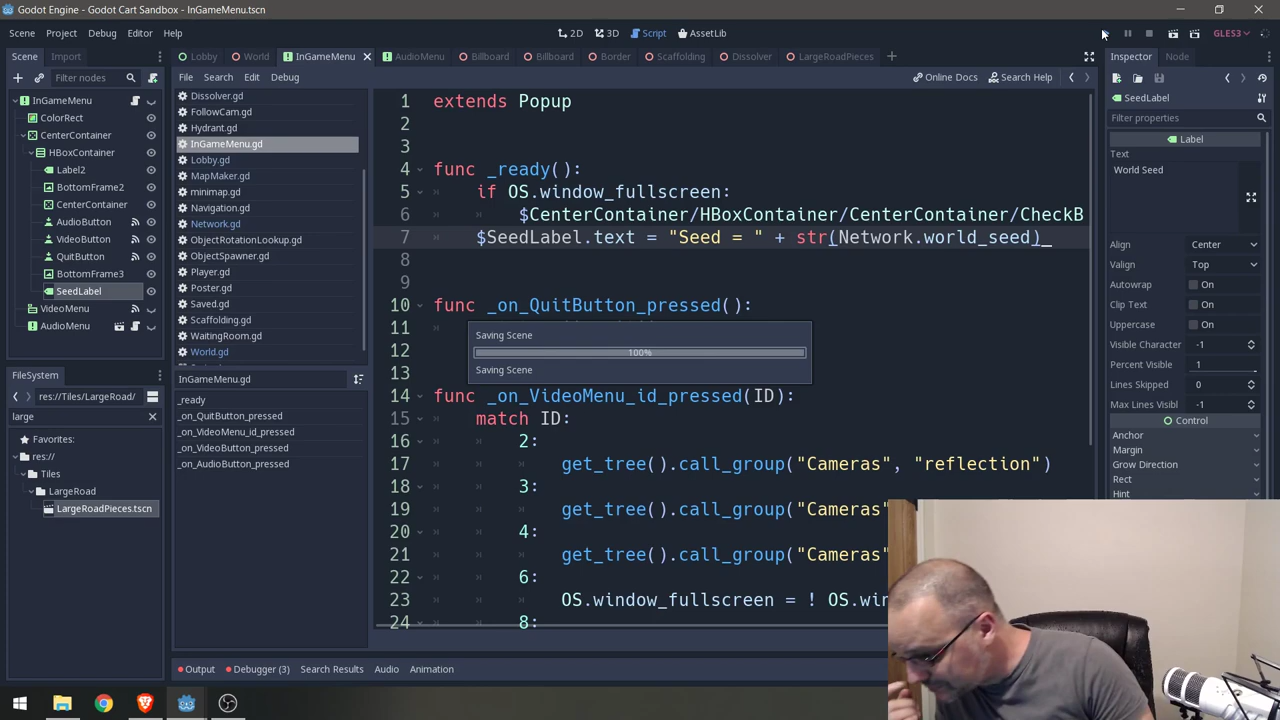 Godot Engine - Godot Cart Sandbox - InGameMenu.tscn
Scene Project Debug Editor Help
2D 3D Script AssetLib
GLES3
Scene Import
Lobby World InGameMenu AudioMenu Billboard Billboard Border Scaffolding Dissolver LargeRoadPieces
Inspector Node
Filter nodes
File Search Edit Debug
Online Docs Search Help
InGameMenu
ColorRect
CenterContainer
HBoxContainer
Label2
BottomFrame2
CenterContainer
AudioButton
VideoButton
QuitButton
BottomFrame3
SeedLabel
VideoMenu
AudioMenu
FileSystem
res://Tiles/LargeRoad/
large
Favorites:
res://
Tiles
LargeRoad
LargeRoadPieces.tscn
Dissolver.gd
FollowCam.gd
Hydrant.gd
InGameMenu.gd
Lobby.gd
MapMaker.gd
minimap.gd
Navigation.gd
Network.gd
ObjectRotationLookup.gd
ObjectSpawner.gd
Player.gd
Poster.gd
Saved.gd
Scaffolding.gd
WaitingRoom.gd
World.gd
InGameMenu.gd
_ready
_on_QuitButton_pressed
_on_VideoMenu_id_pressed
_on_VideoButton_pressed
_on_AudioButton_pressed
1 extends Popup
2
3
4 func _ready():
5 if OS.window_fullscreen:
6 $CenterContainer/HBoxContainer/CenterContainer/CheckB
7 $SeedLabel.text = "Seed = " + str(Network.world_seed)
8
9
10 func _on_QuitButton_pressed():
11
12
13
14 func _on_VideoMenu_id_pressed(ID):
15 match ID:
16 2:
17 get_tree().call_group("Cameras", "reflection")
18 3:
19 get_tree().call_group("Cameras"
20 4:
21 get_tree().call_group("Cameras"
22 6:
23 OS.window_fullscreen = ! OS.win
24 8:
Saving Scene
100%
Saving Scene
Output Debugger (3) Search Results Audio Animation
SeedLabel
Filter properties
Label
Text
World Seed
Align Center
Valign Top
Autowrap On
Clip Text On
Uppercase On
Visible Character -1
Percent Visible 1
Lines Skipped 0
Max Lines Visibl -1
Control
Anchor
Margin
Grow Direction
Rect
Hint